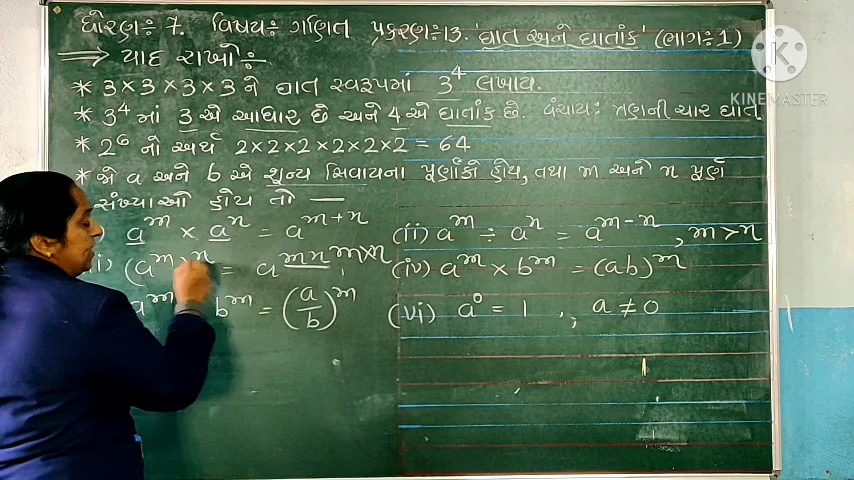 ધોરણ÷ 7. વિષય÷ ગણિત પ્રકરણ÷13. 'ઘાત અને ઘાતાંક' (ભાગ÷1)
⟹ યાદ રાખો÷
* 3 × 3 × 3 × 3 ને ઘાત સ્વરૂપમાં 3⁴ લખાય.
KINEMASTER
* 3⁴ માં 3 એ આધાર છે અને 4 એ ઘાતાંક છે. વંચાય: ત્રણની ચાર ઘાત
* 2⁶ નો અર્થ 2×2×2×2×2×2 = 64
* જો a અને b એ શૂન્ય સિવાયના પૂર્ણાંકો હોય, તથા m અને n પૂર્ણ
સંખ્યાઓ હોય તો —
) aᵐ × aⁿ = aᵐ⁺ⁿ (ii) aᵐ ÷ aⁿ = aᵐ⁻ⁿ, m > n
i) (aᵐ)ⁿ = aᵐⁿ m×n (iv) aᵐ × bᵐ = (ab)ᵐ
aᵐ bᵐ = (a/b)ᵐ (vi) a⁰ = 1 , ; a ≠ 0